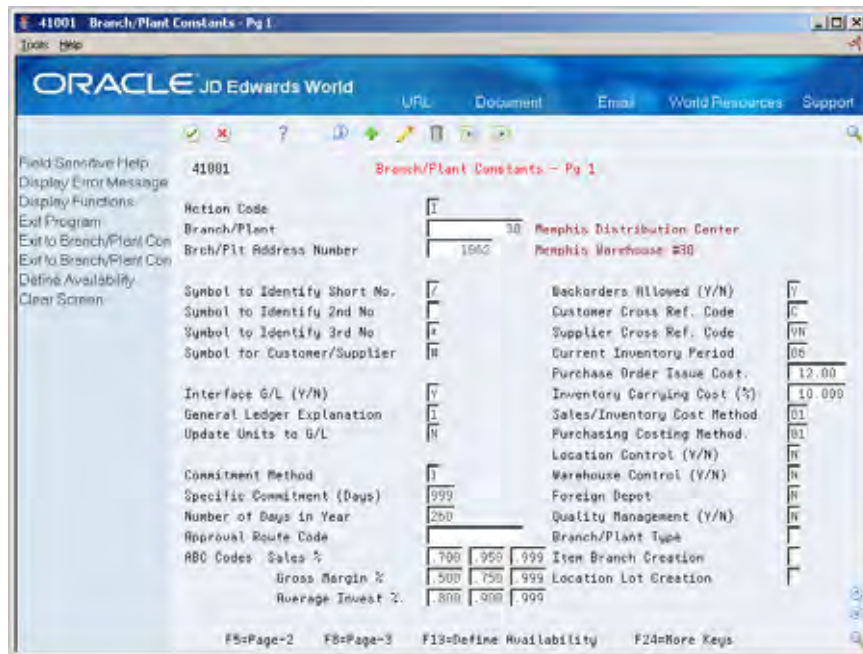 41001 Branch/Plant Constants - Pg 1
Tools Help
ORACLE JD Edwards World
URL Document Email World Resources Support
Field Sensitive Help
Display Error Message
Display Functions
Exit Program
Exit to Branch/Plant Con
Exit to Branch/Plant Con
Define Availability
Clear Screen
41001 Branch/Plant Constants - Pg 1
Action Code I
Branch/Plant 30 Memphis Distribution Center
Brch/Plt Address Number 1062 Memphis Warehouse #30
Symbol to Identify Short No. / Backorders Allowed (Y/N) Y
Symbol to Identify 2nd No Customer Cross Ref. Code C
Symbol to Identify 3rd No * Supplier Cross Ref. Code VN
Symbol for Customer/Supplier # Current Inventory Period 06
Purchase Order Issue Cost. 12.00
Interface G/L (Y/N) Y Inventory Carrying Cost (%) 10.000
General Ledger Explanation I Sales/Inventory Cost Method 01
Update Units to G/L N Purchasing Costing Method. 01
Location Control (Y/N) N
Commitment Method 1 Warehouse Control (Y/N) N
Specific Commitment (Days) 999 Foreign Depot N
Number of Days in Year 260 Quality Management (Y/N) N
Approval Route Code Branch/Plant Type
ABC Codes Sales % .700 .950 .999 Item Branch Creation
Gross Margin % .500 .750 .999 Location Lot Creation
Average Invest %. .800 .900 .999
F5=Page-2 F8=Page-3 F13=Define Availability F24=More Keys